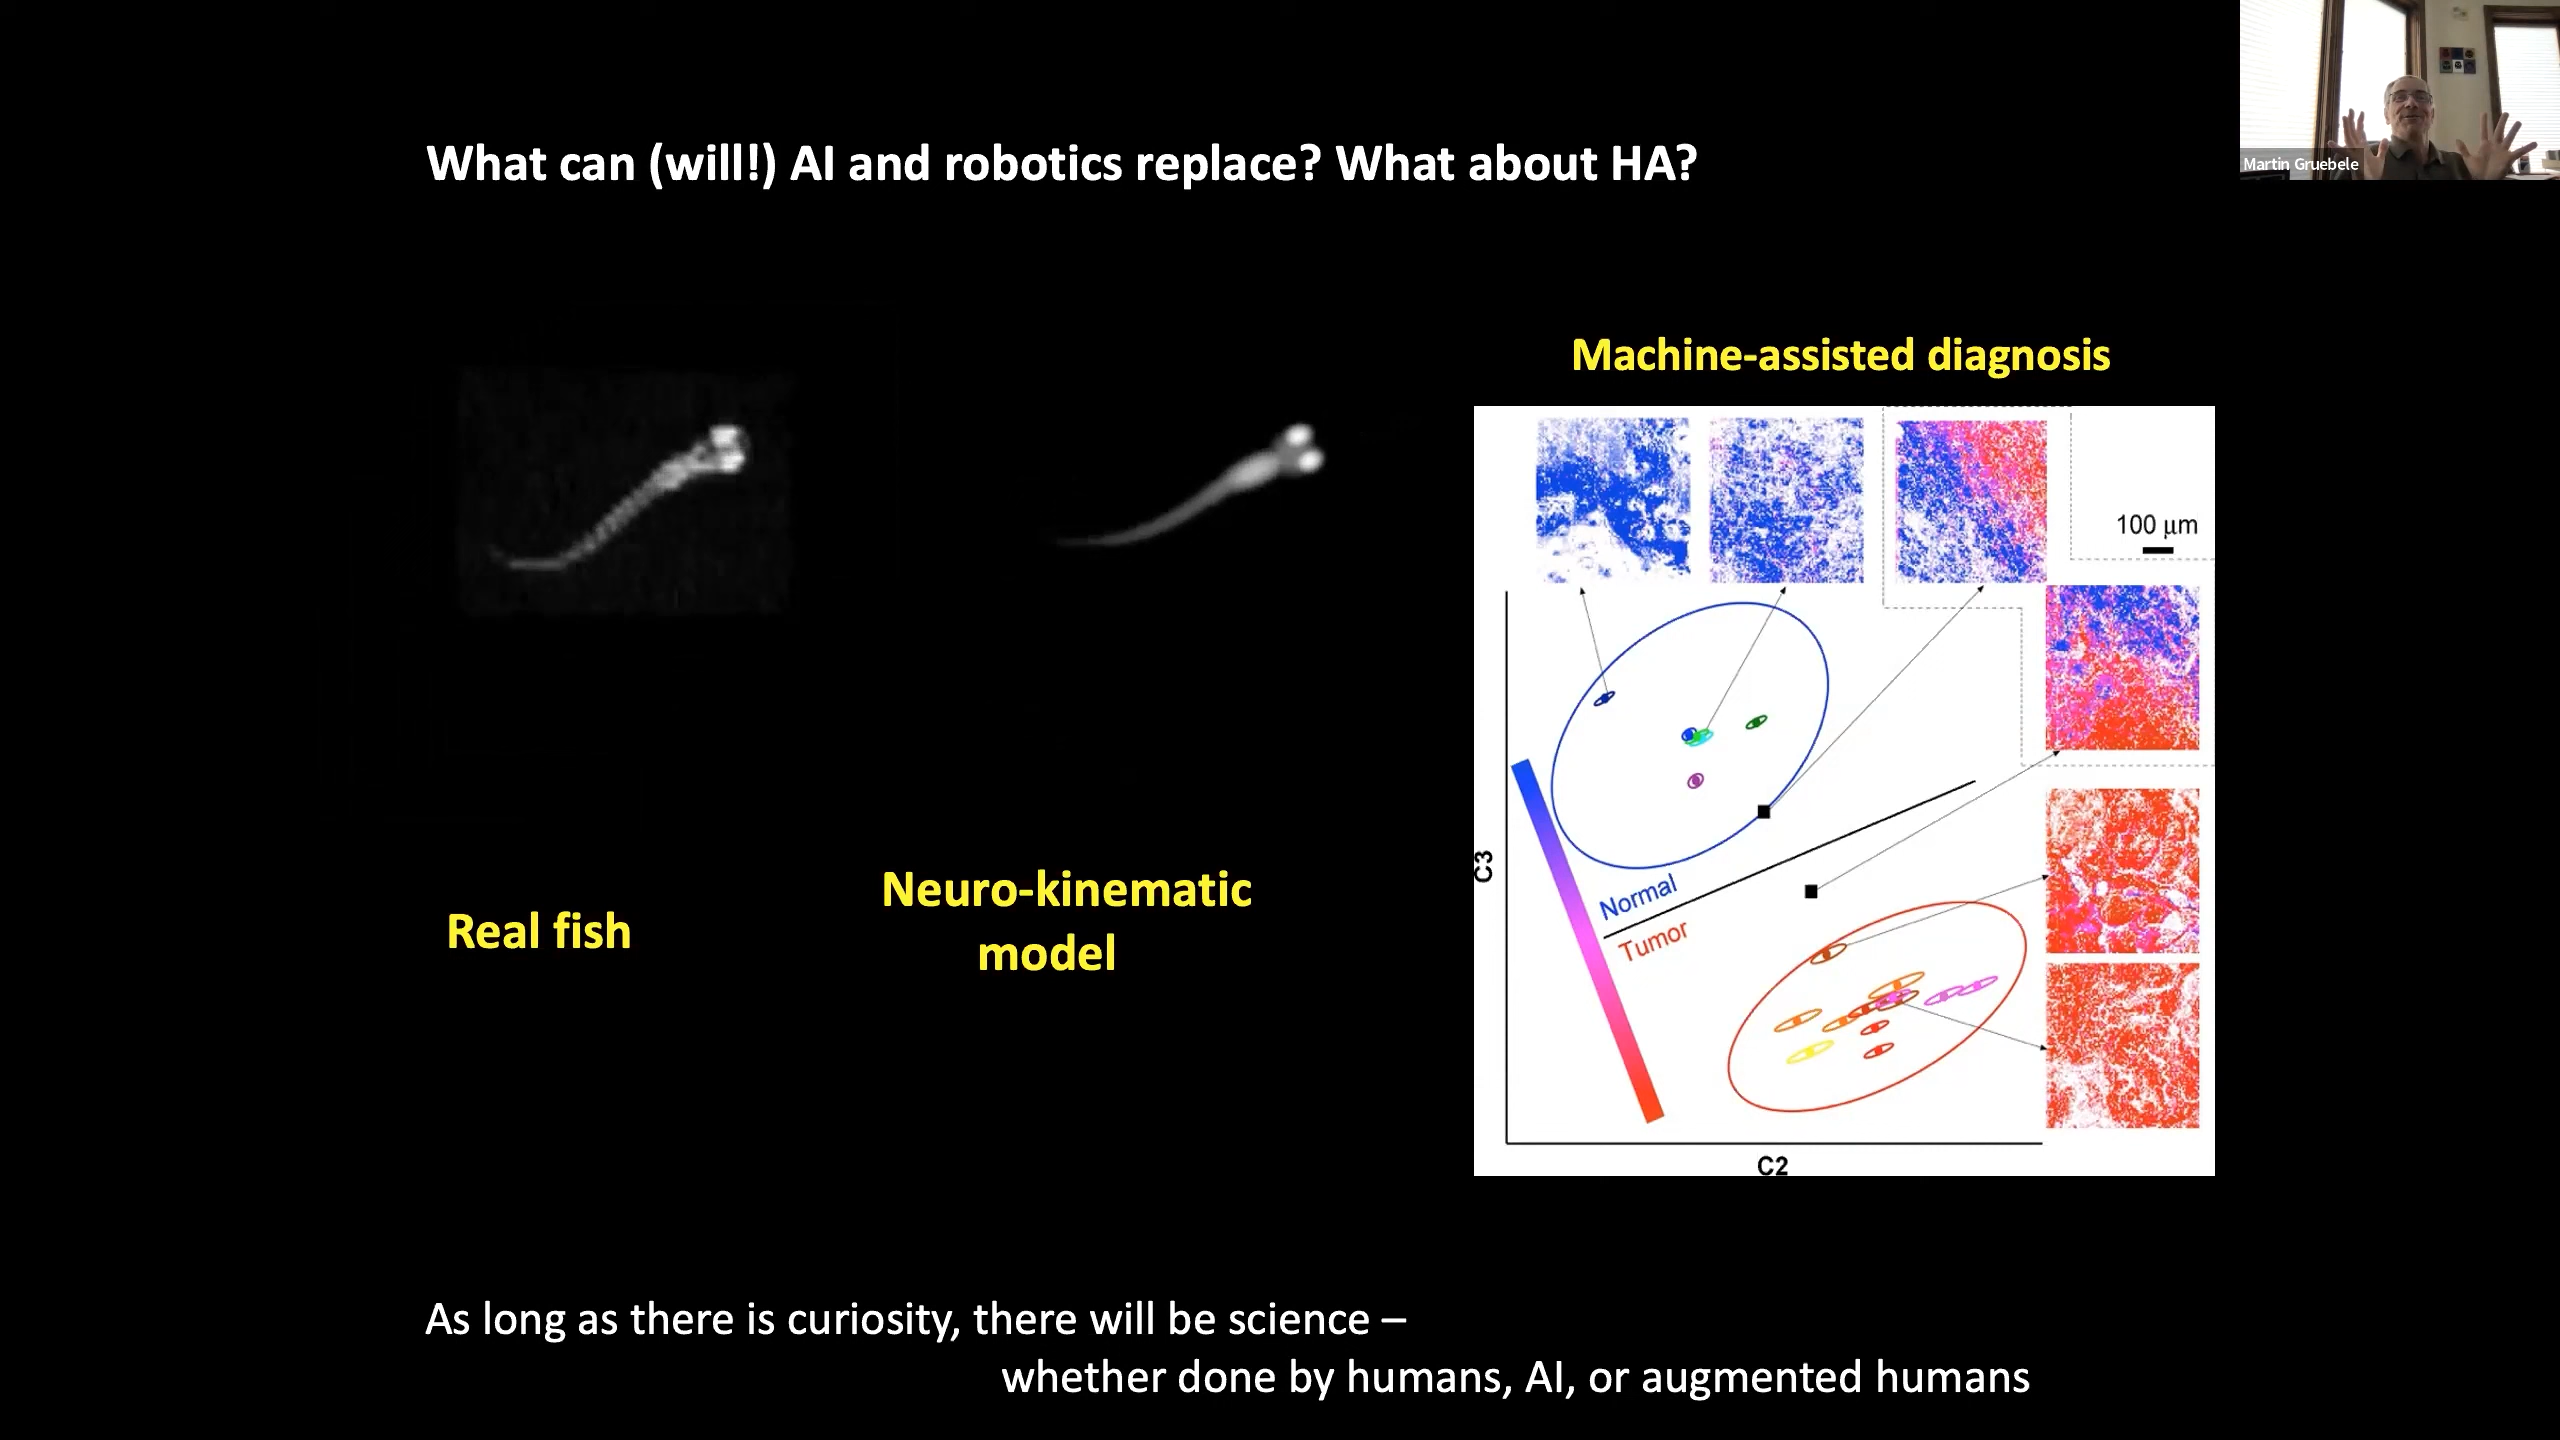 Martin Gruebele
What can (will!) AI and robotics replace? What about HA?
Machine-assisted diagnosis
100 µm
C3
Normal
Tumor
C2
Real fish
Neuro-kinematic
model
As long as there is curiosity, there will be science –
whether done by humans, AI, or augmented humans